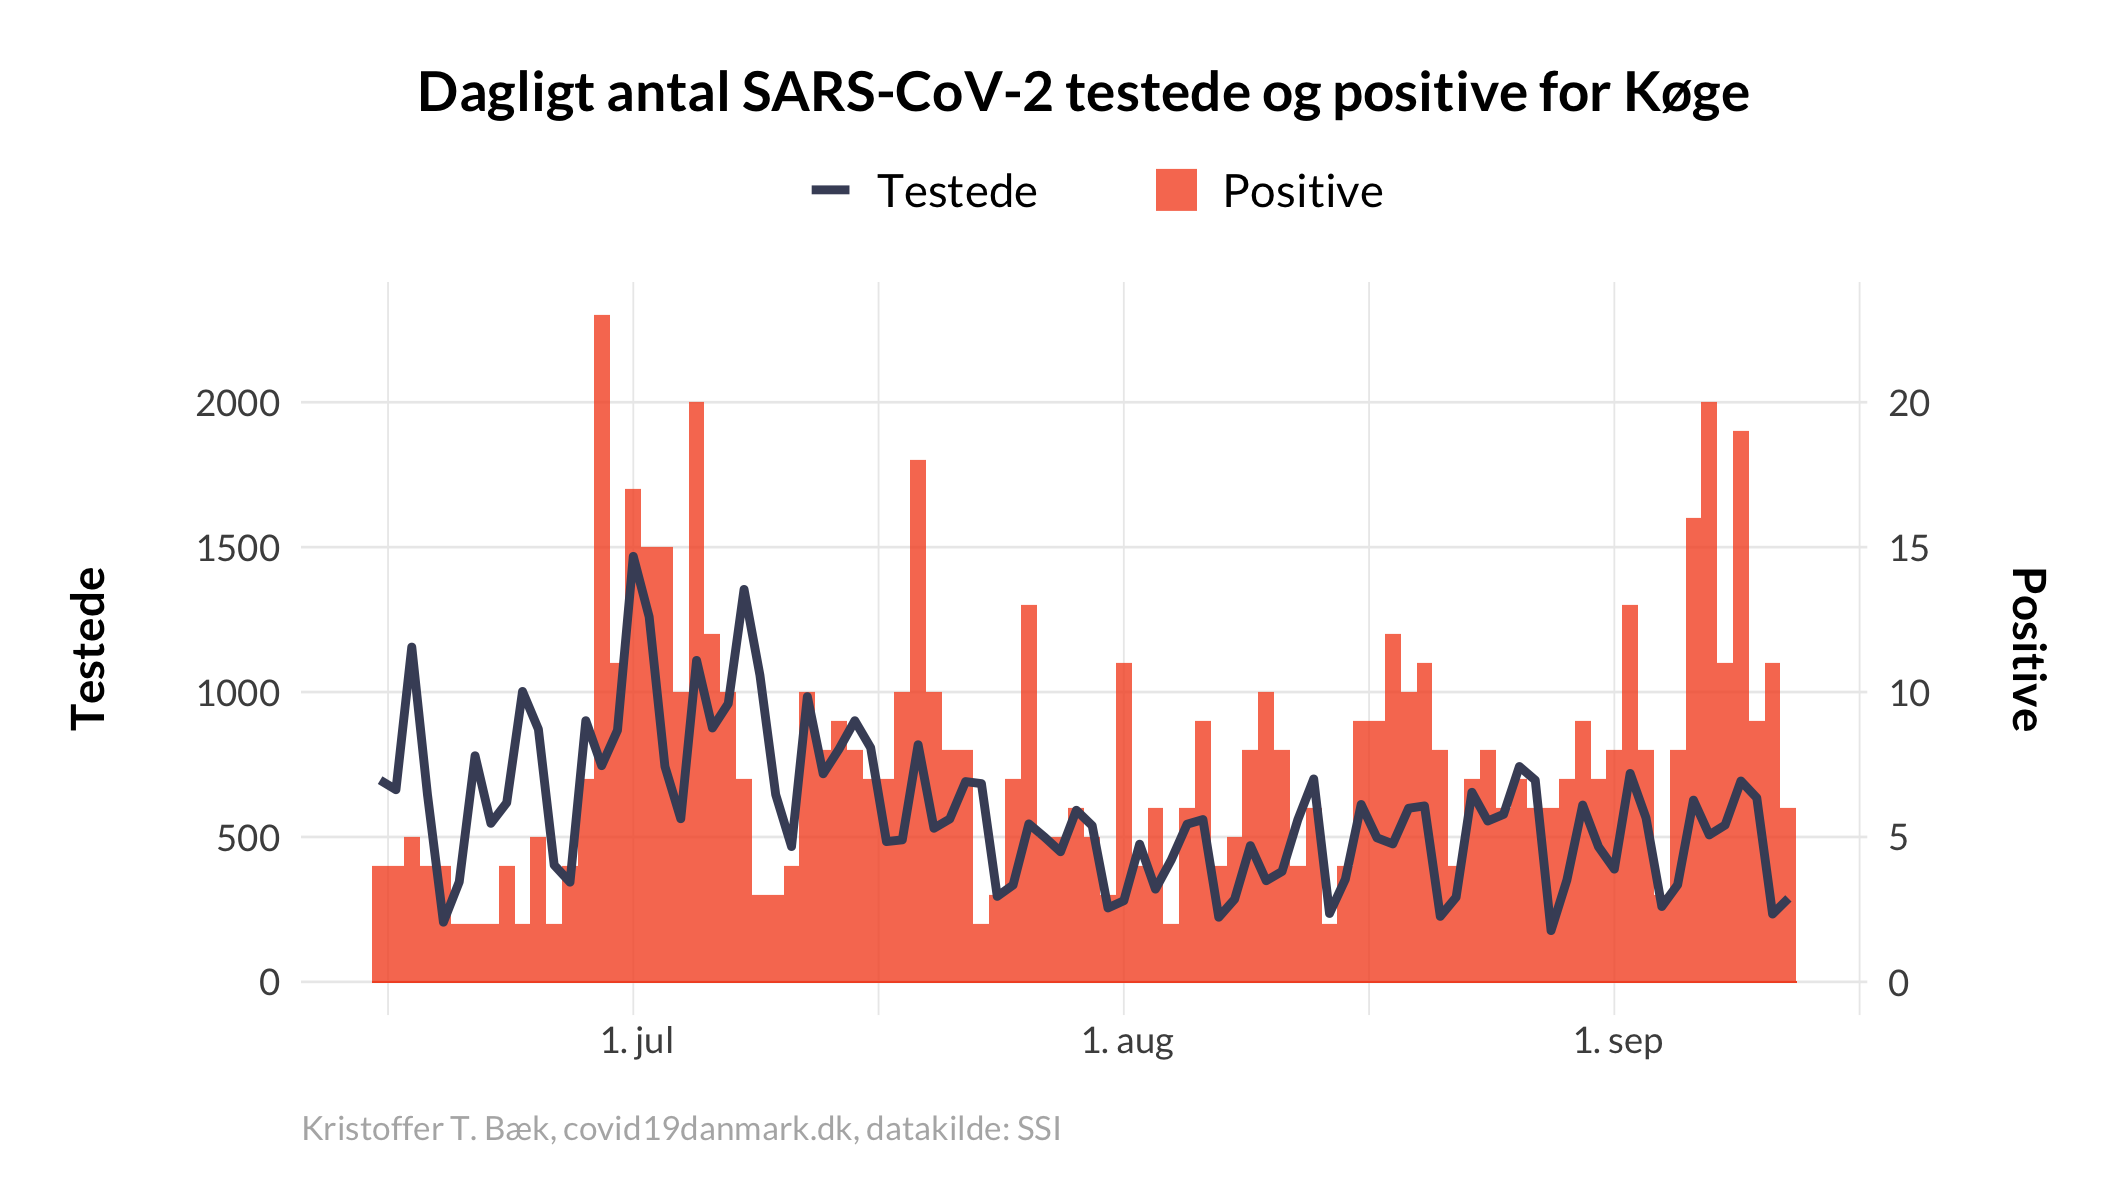 Dagligt antal SARS-CoV-2 testede og positive for Køge
Testede
Positive
2000
1500
1000
500
0
20
15
10
5
0
Testede
Positive
1. jul
1. aug
1. sep
Kristoffer T. Bæk, covid19danmark.dk, datakilde: SSI